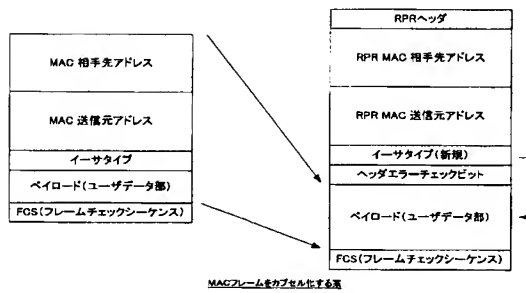 MAC 相手先アドレス
MAC 送信元アドレス
イーサタイプ
ペイロード(ユーザデータ部)
FCS(フレームチェックシーケンス)
RPRヘッダ
RPR MAC 相手先アドレス
RPR MAC 送信元アドレス
イーサタイプ(新規)
ヘッダエラーチェックビット
ペイロード(ユーザデータ部)
FCS(フレームチェックシーケンス)
MACフレームをカプセル化する案